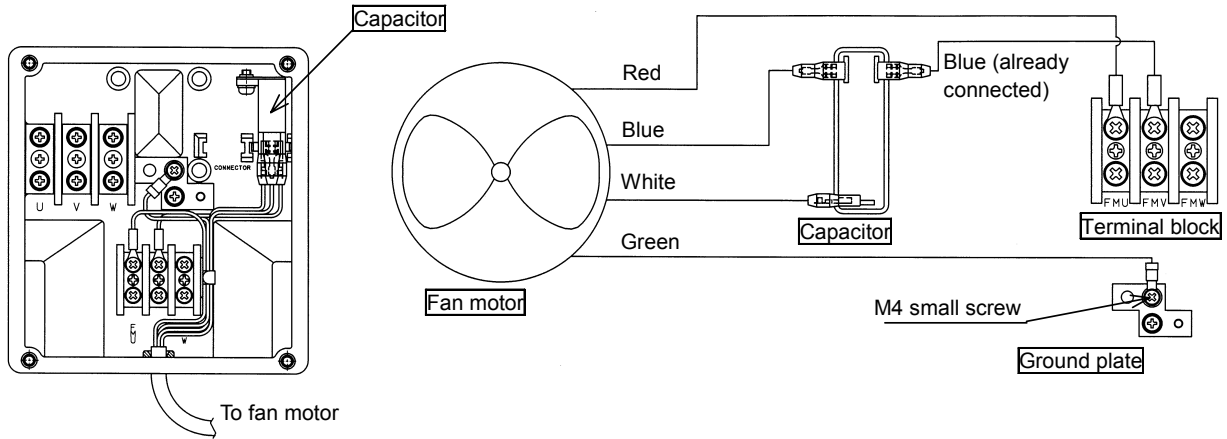 Capacitor
U V W
CONNECTOR
W
To fan motor
Red
Blue
White
Green
Fan motor
Capacitor
Blue (already
connected)
FMU FMV FMW
Terminal block
M4 small screw
Ground plate